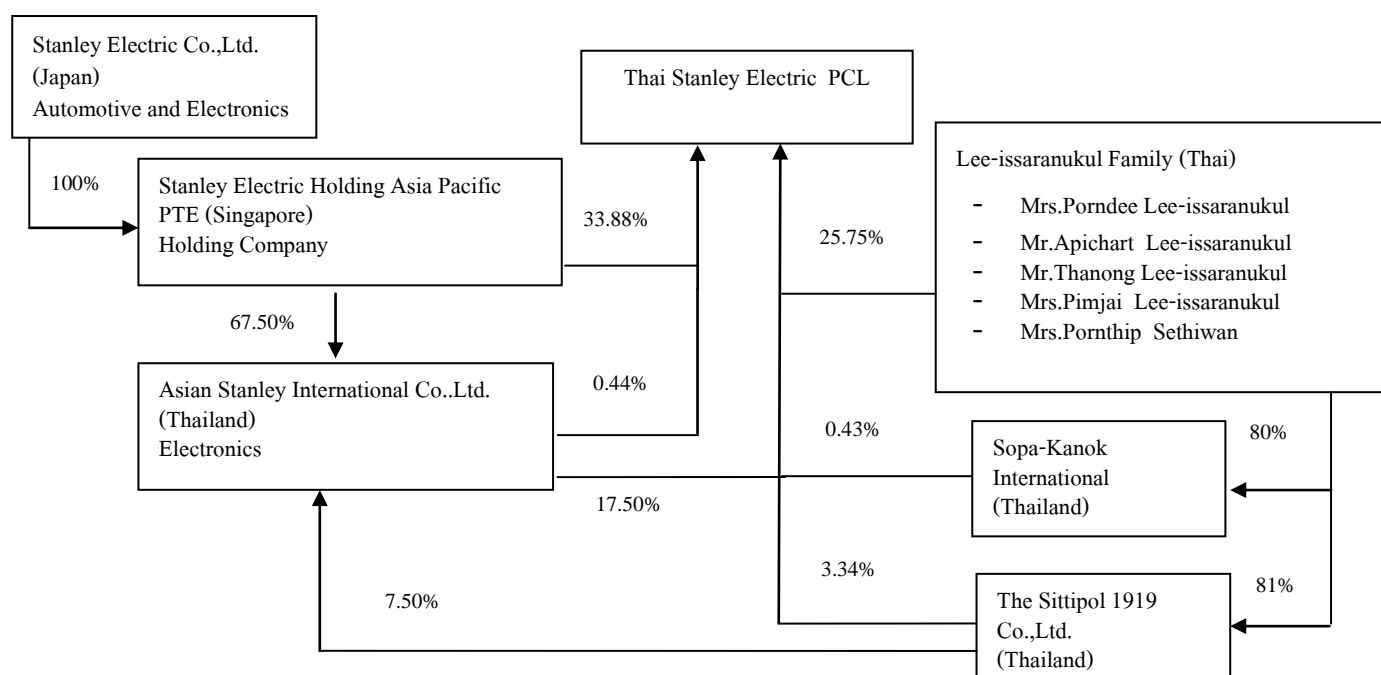 Stanley Electric Co.,Ltd.
(Japan)
Automotive and Electronics
Thai Stanley Electric PCL
100%
Stanley Electric Holding Asia Pacific
PTE (Singapore)
Holding Company
33.88%
25.75%
Lee-issaranukul Family (Thai)
- Mrs.Porndee Lee-issaranukul
- Mr.Apichart Lee-issaranukul
- Mr.Thanong Lee-issaranukul
- Mrs.Pimjai Lee-issaranukul
- Mrs.Pornthip Sethiwan
67.50%
Asian Stanley International Co..Ltd.
(Thailand)
Electronics
0.44%
0.43%
17.50%
Sopa-Kanok
International
(Thailand)
80%
7.50%
3.34%
The Sittipol 1919
Co.,Ltd.
(Thailand)
81%